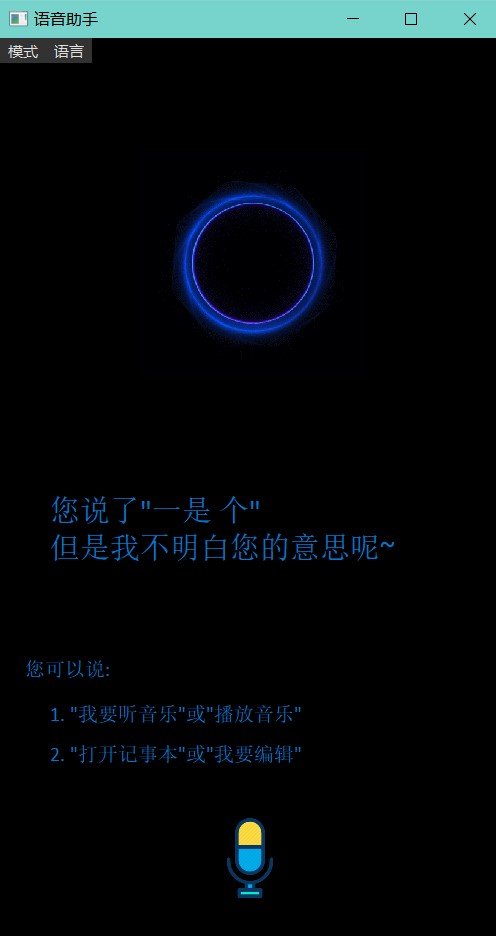 语音助手
模式 语言
您说了"一是 个"
但是我不明白您的意思呢~
您可以说:
1. "我要听音乐"或"播放音乐"
2. "打开记事本"或"我要编辑"